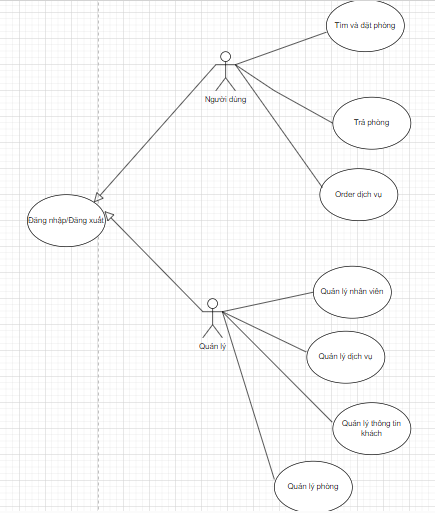 Tìm và đặt phòng
Người dùng
Trả phòng
Order dịch vụ
Đăng nhập/Đăng xuất
Quản lý nhân viên
Quản lý
Quản lý dịch vụ
Quản lý thông tin
khách
Quản lý phòng